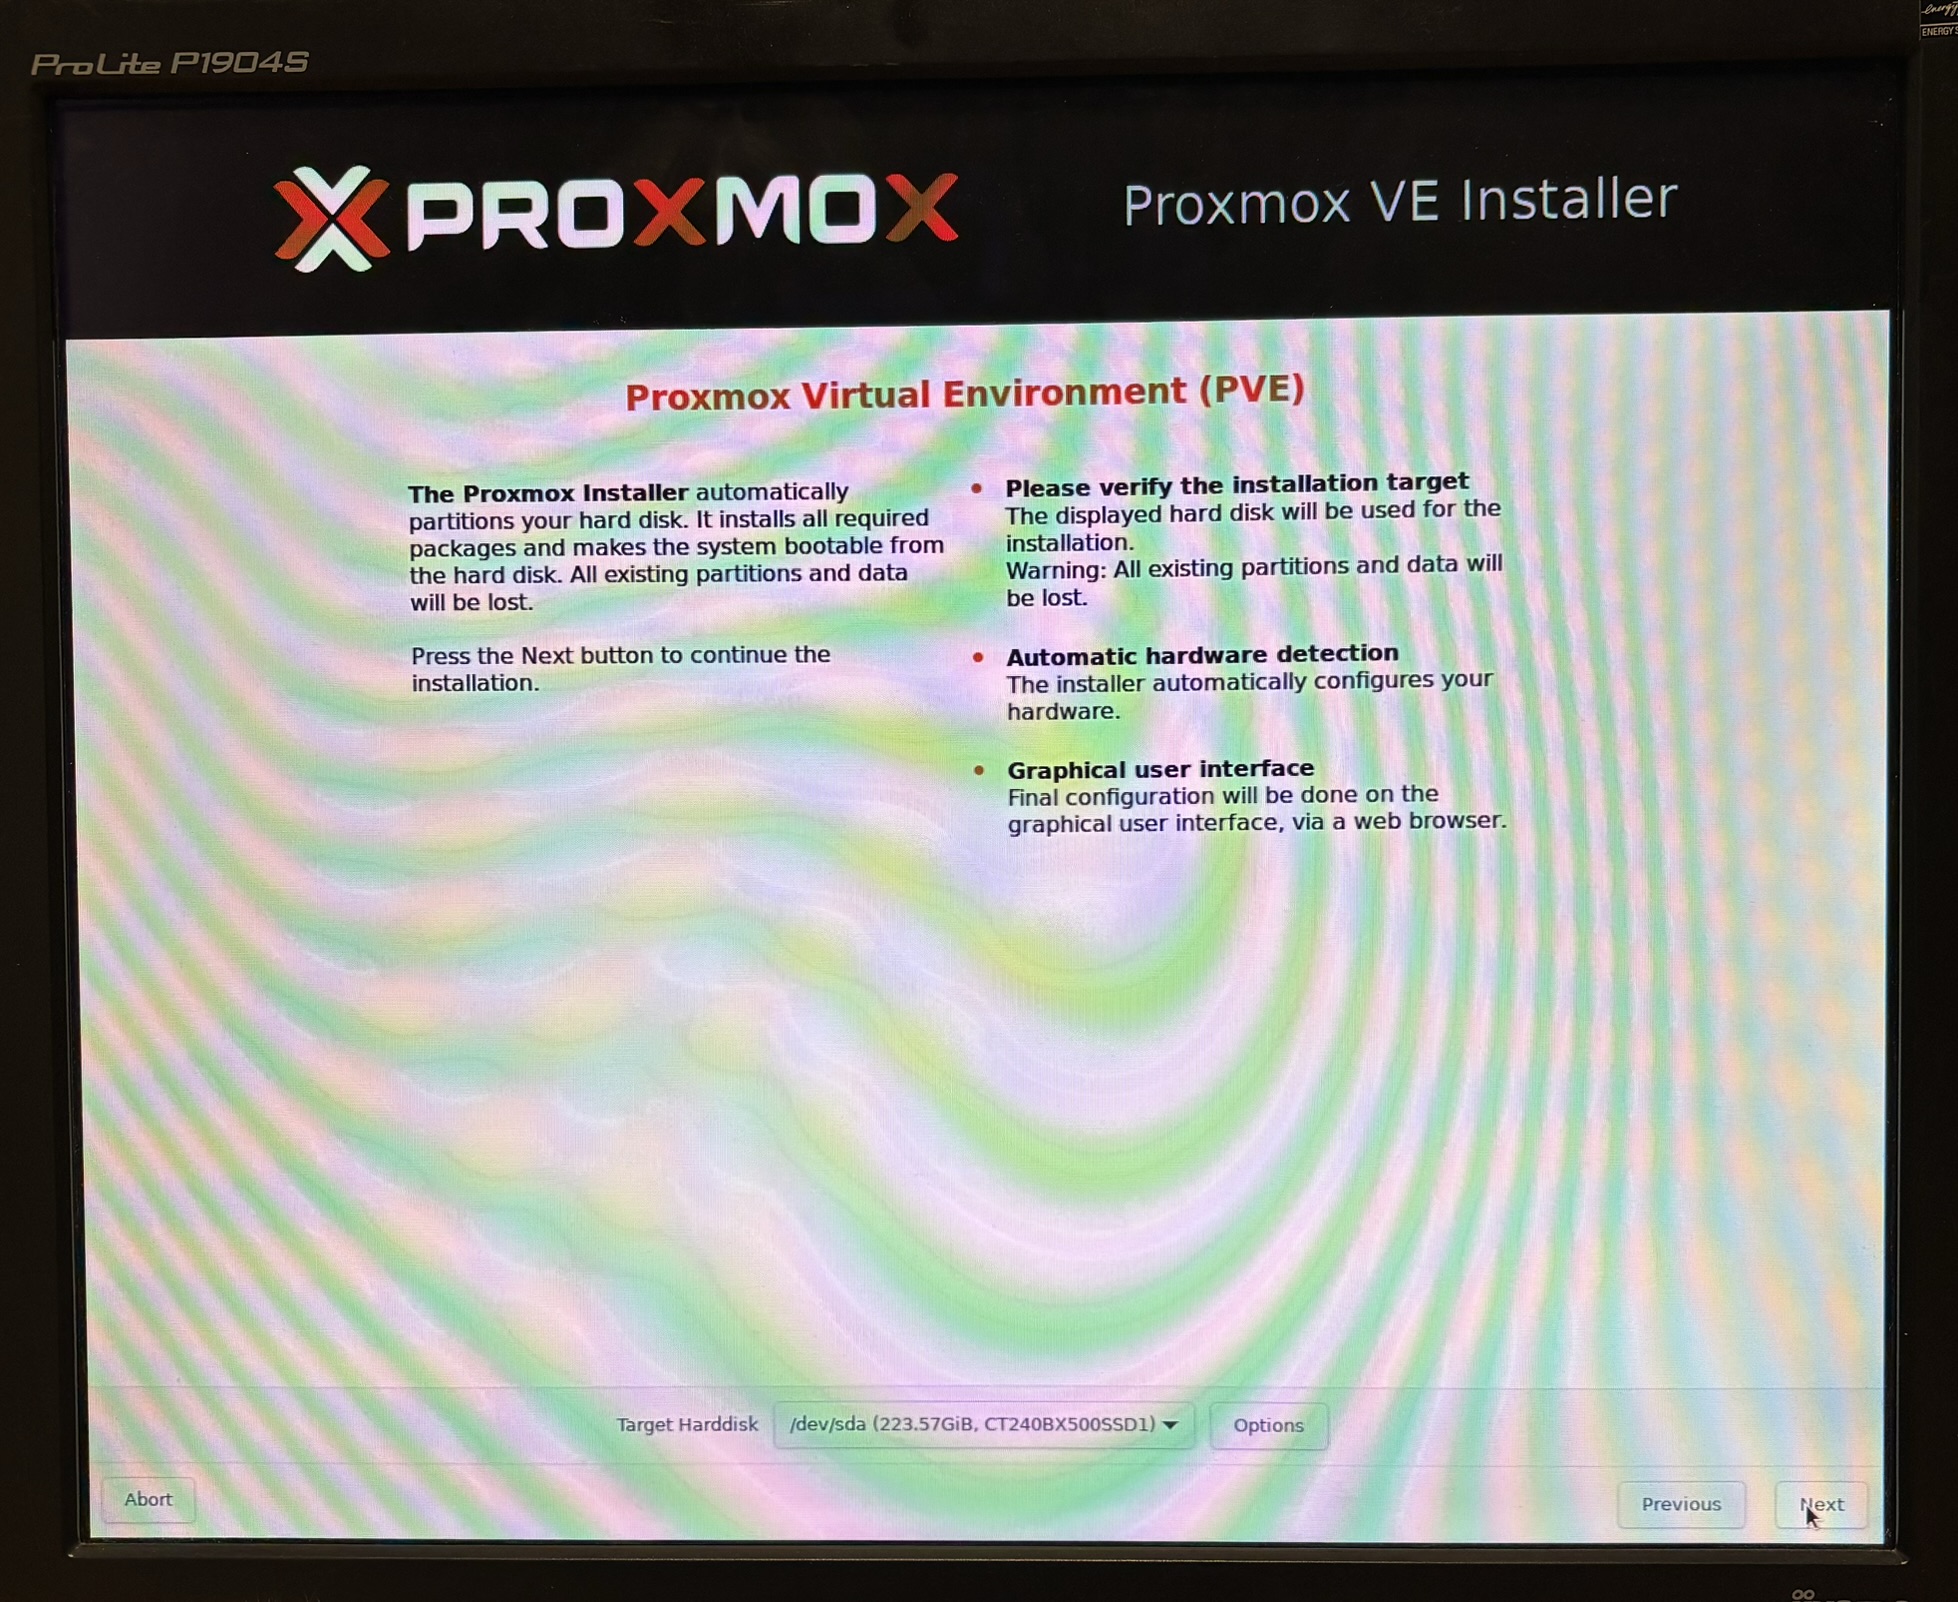 ProLite P1904S
energy
ENERGY
PROXMOX
Proxmox VE Installer
Proxmox Virtual Environment (PVE)
The Proxmox Installer automatically
partitions your hard disk. It installs all required
packages and makes the system bootable from
the hard disk. All existing partitions and data
will be lost.
Press the Next button to continue the
installation.
• Please verify the installation target
The displayed hard disk will be used for the
installation.
Warning: All existing partitions and data will
be lost.
• Automatic hardware detection
The installer automatically configures your
hardware.
• Graphical user interface
Final configuration will be done on the
graphical user interface, via a web browser.
Target Harddisk /dev/sda (223.57GiB, CT240BX500SSD1) Options
Abort
Previous
Next